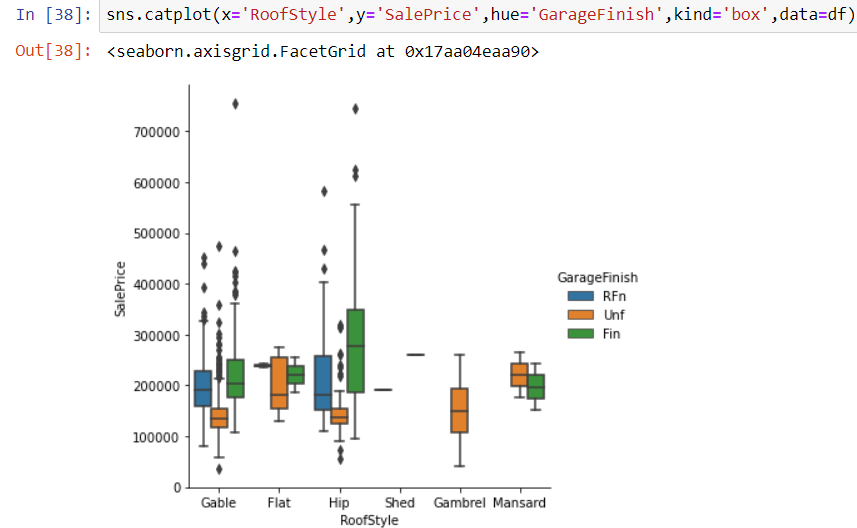 In [38]: sns.catplot(x='RoofStyle',y='SalePrice',hue='GarageFinish',kind='box',data=df)
Out[38]: <seaborn.axisgrid.FacetGrid at 0x17aa04eaa90>
700000
600000
500000
400000
300000
200000
100000
0
SalePrice
Gable Flat Hip Shed Gambrel Mansard
RoofStyle
GarageFinish
RFn
Unf
Fin